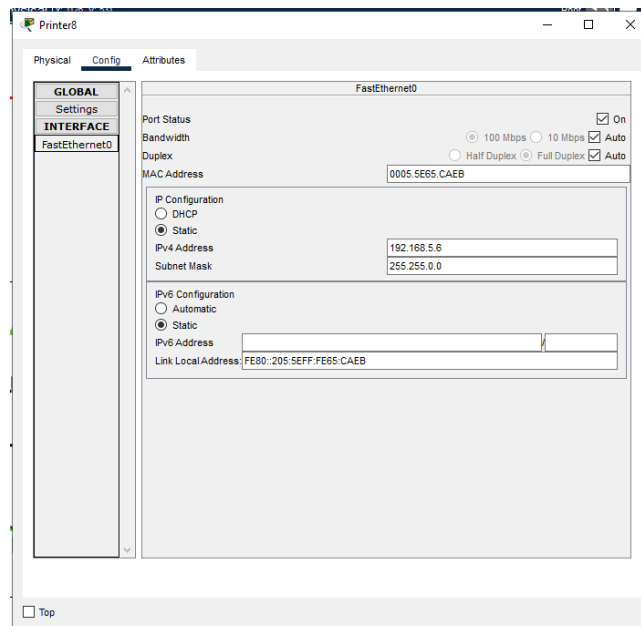 Printer8
Physical Config Attributes
GLOBAL
Settings
INTERFACE
FastEthernet0
FastEthernet0
Port Status On
Bandwidth 100 Mbps 10 Mbps Auto
Duplex Half Duplex Full Duplex Auto
MAC Address 0005.5E65.CAEB
IP Configuration
DHCP
Static
IPv4 Address 192.168.5.6
Subnet Mask 255.255.0.0
IPv6 Configuration
Automatic
Static
IPv6 Address /
Link Local Address: FE80::205:5EFF:FE65:CAEB
Top